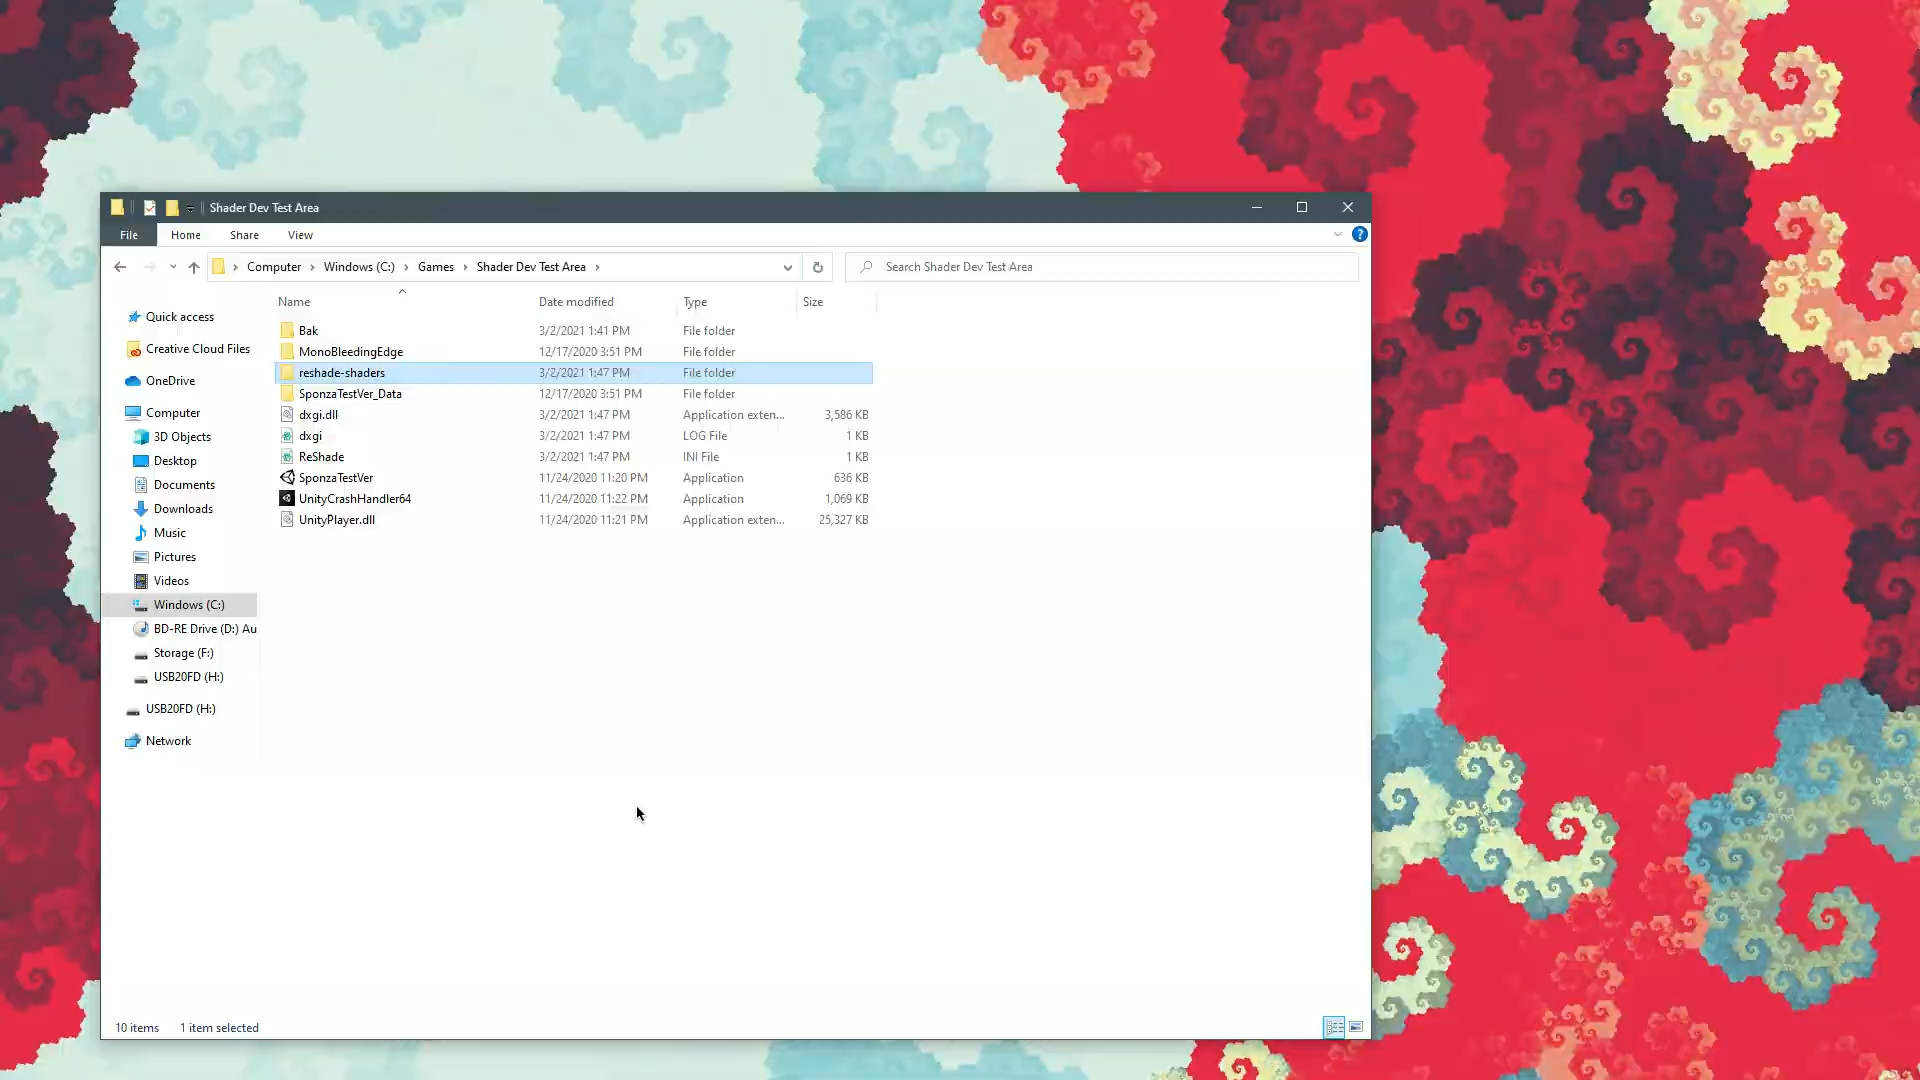 Shader Dev Test Area
File Home Share View
Computer Windows (C:) Games Shader Dev Test Area
Search Shader Dev Test Area
Name Date modified Type Size
Bak 3/2/2021 1:41 PM File folder
MonoBleedingEdge 12/17/2020 3:51 PM File folder
reshade-shaders 3/2/2021 1:47 PM File folder
SponzaTestVer_Data 12/17/2020 3:51 PM File folder
dxgi.dll 3/2/2021 1:47 PM Application exten... 3,586 KB
dxgi 3/2/2021 1:47 PM LOG File 1 KB
ReShade 3/2/2021 1:47 PM INI File 1 KB
SponzaTestVer 11/24/2020 11:20 PM Application 636 KB
UnityCrashHandler64 11/24/2020 11:22 PM Application 1,069 KB
UnityPlayer.dll 11/24/2020 11:21 PM Application exten... 25,327 KB
Quick access
Creative Cloud Files
OneDrive
Computer
3D Objects
Desktop
Documents
Downloads
Music
Pictures
Videos
Windows (C:)
BD-RE Drive (D:) Au
Storage (F:)
USB20FD (H:)
USB20FD (H:)
Network
10 items 1 item selected